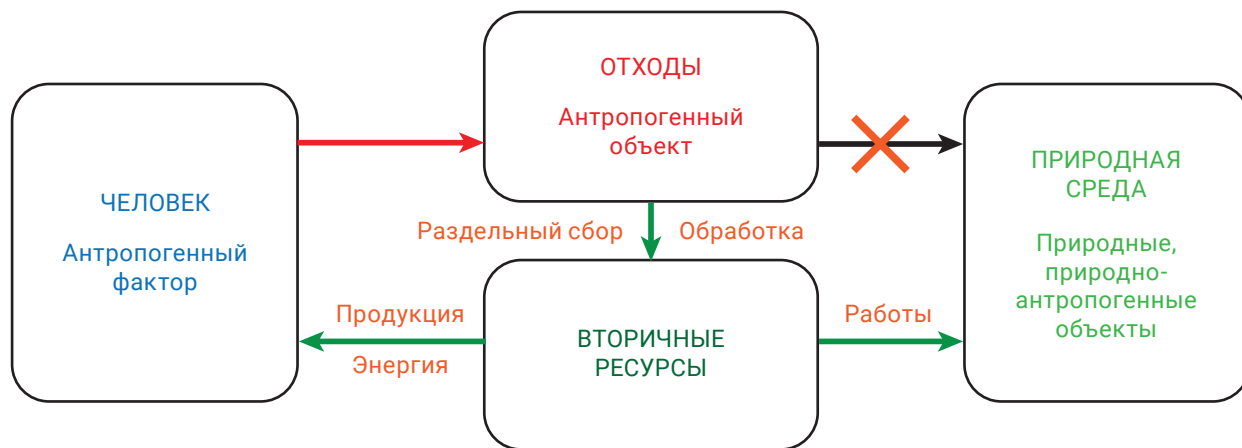 ЧЕЛОВЕК
Антропогенный
фактор
ОТХОДЫ
Антропогенный
объект
Раздельный сбор
Обработка
Продукция
Энергия
ВТОРИЧНЫЕ
РЕСУРСЫ
Работы
ПРИРОДНАЯ
СРЕДА
Природные,
природно-
антропогенные
объекты